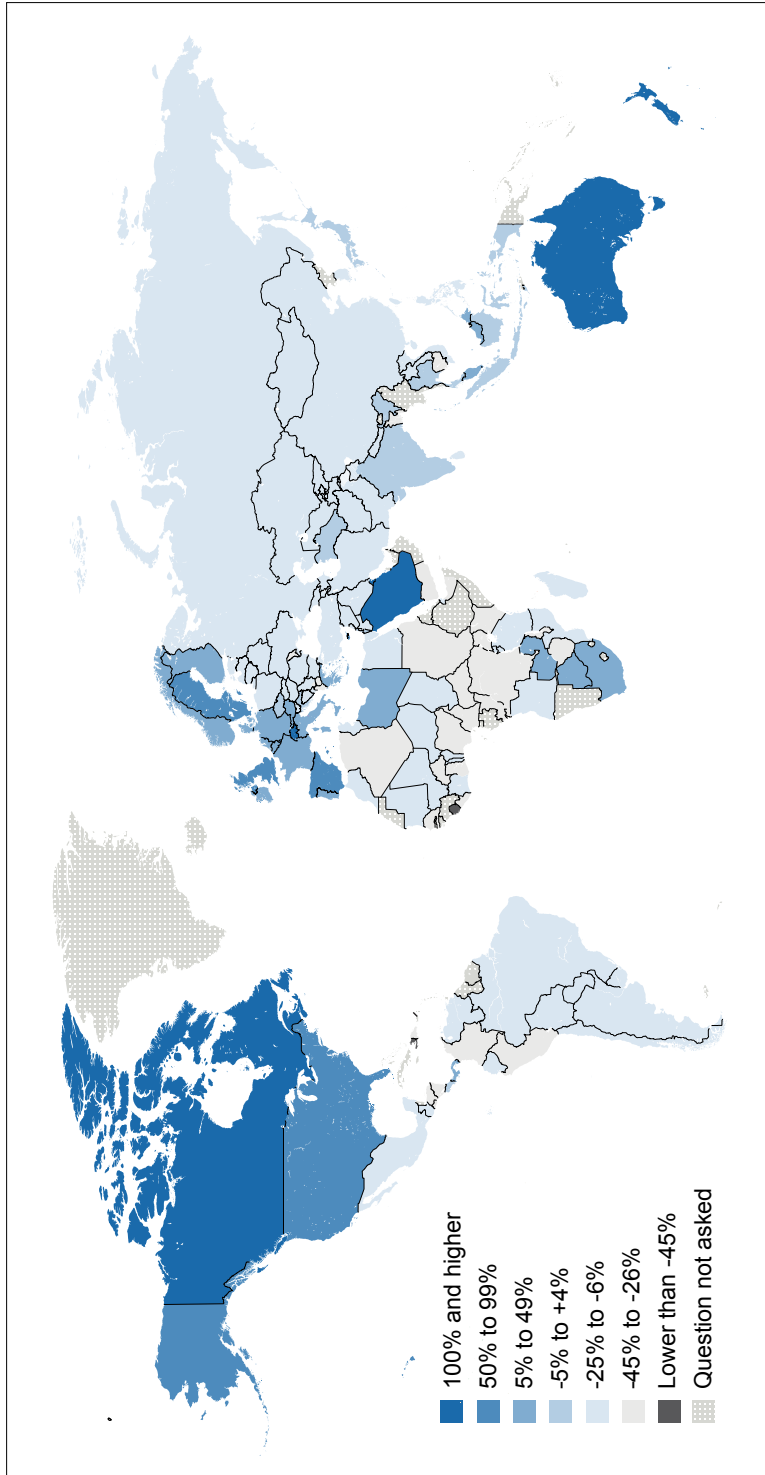 100% and higher
50% to 99%
5% to 49%
-5% to +4%
-25% to -6%
-45% to -26%
Lower than -45%
Question not asked